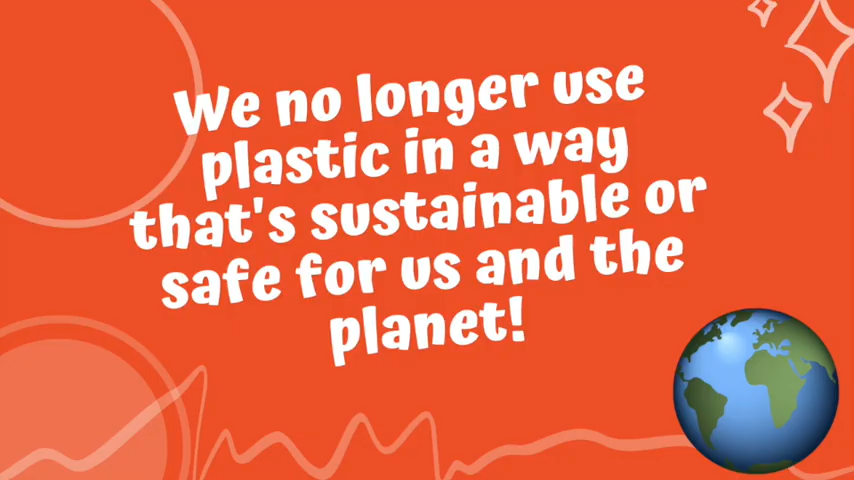 We no longer use
plastic in a way
that's sustainable or
safe for us and the
planet!